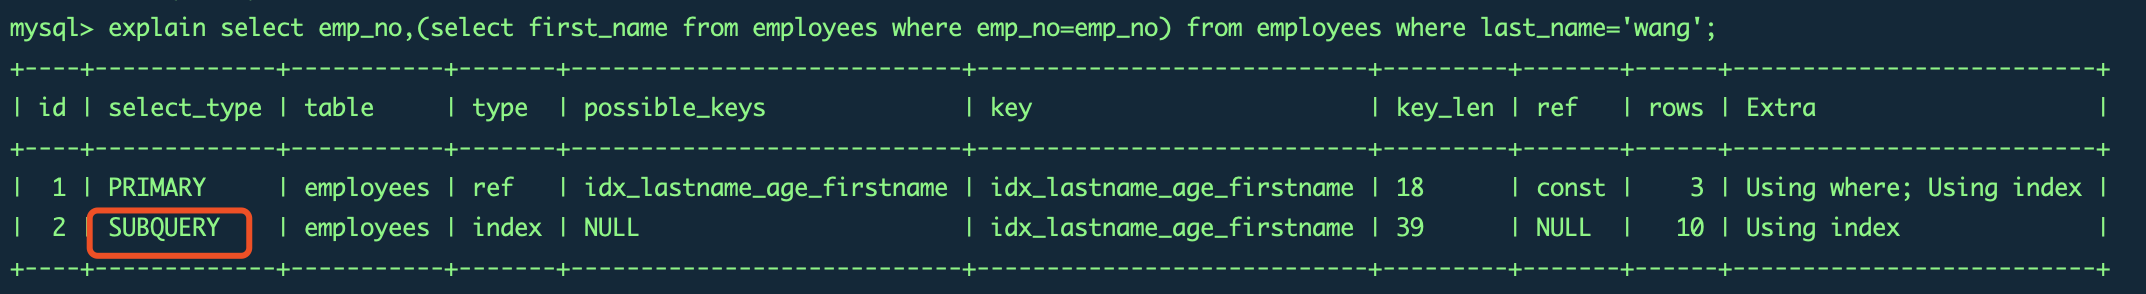 mysql> explain select emp_no,(select first_name from employees where emp_no=emp_no) from employees where last_name='wang';
+----+-------------+-----------+-------+---------------------------+---------------------------+---------+-------+------+--------------------------+
| id | select_type | table     | type  | possible_keys             | key                       | key_len | ref   | rows | Extra                    |
+----+-------------+-----------+-------+---------------------------+---------------------------+---------+-------+------+--------------------------+
|  1 | PRIMARY     | employees | ref   | idx_lastname_age_firstname | idx_lastname_age_firstname | 18      | const |    3 | Using where; Using index |
|  2 | SUBQUERY    | employees | index | NULL                      | idx_lastname_age_firstname | 39      | NULL  |   10 | Using index              |
+----+-------------+-----------+-------+---------------------------+---------------------------+---------+-------+------+--------------------------+